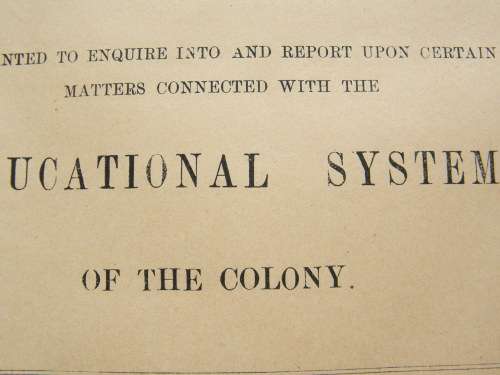 NTED TO ENQUIRE INTO AND REPORT UPON CERTAIN
MATTERS CONNECTED WITH THE
UCATIONAL SYSTEM
OF THE COLONY.